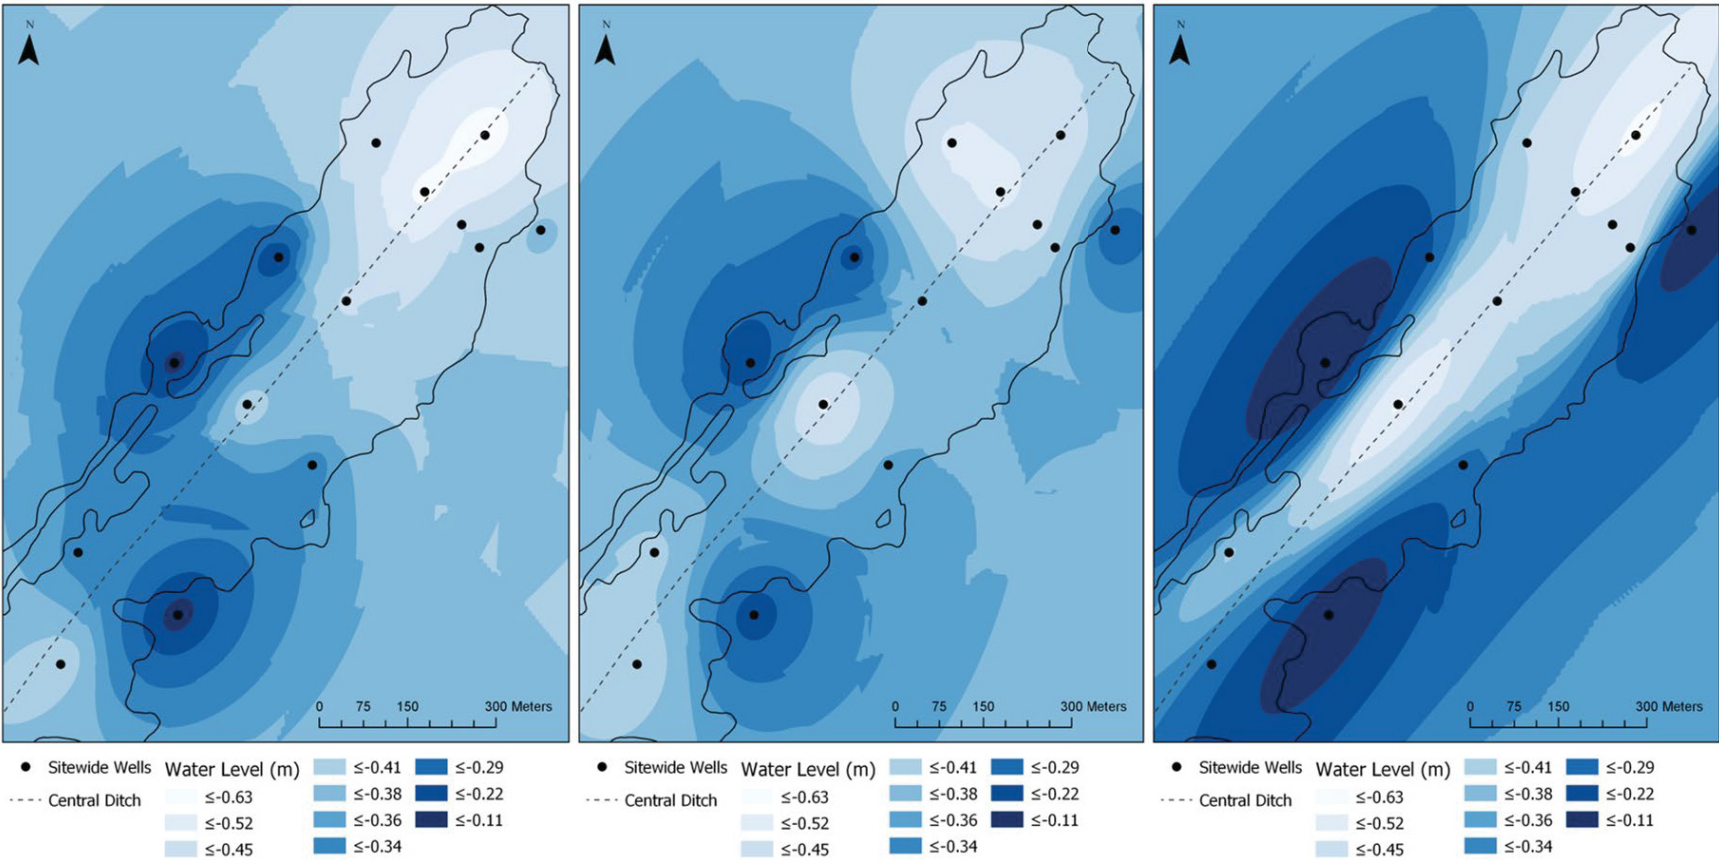 N
N
N
0 75 150 300 Meters
0 75 150 300 Meters
0 75 150 300 Meters
Sitewide Wells
Central Ditch
Water Level (m)
≤-0.63
≤-0.52
≤-0.45
≤-0.41
≤-0.38
≤-0.36
≤-0.34
≤-0.29
≤-0.22
≤-0.11
Sitewide Wells
Central Ditch
Water Level (m)
≤-0.63
≤-0.52
≤-0.45
≤-0.41
≤-0.38
≤-0.36
≤-0.34
≤-0.29
≤-0.22
≤-0.11
Sitewide Wells
Central Ditch
Water Level (m)
≤-0.63
≤-0.52
≤-0.45
≤-0.41
≤-0.38
≤-0.36
≤-0.34
≤-0.29
≤-0.22
≤-0.11